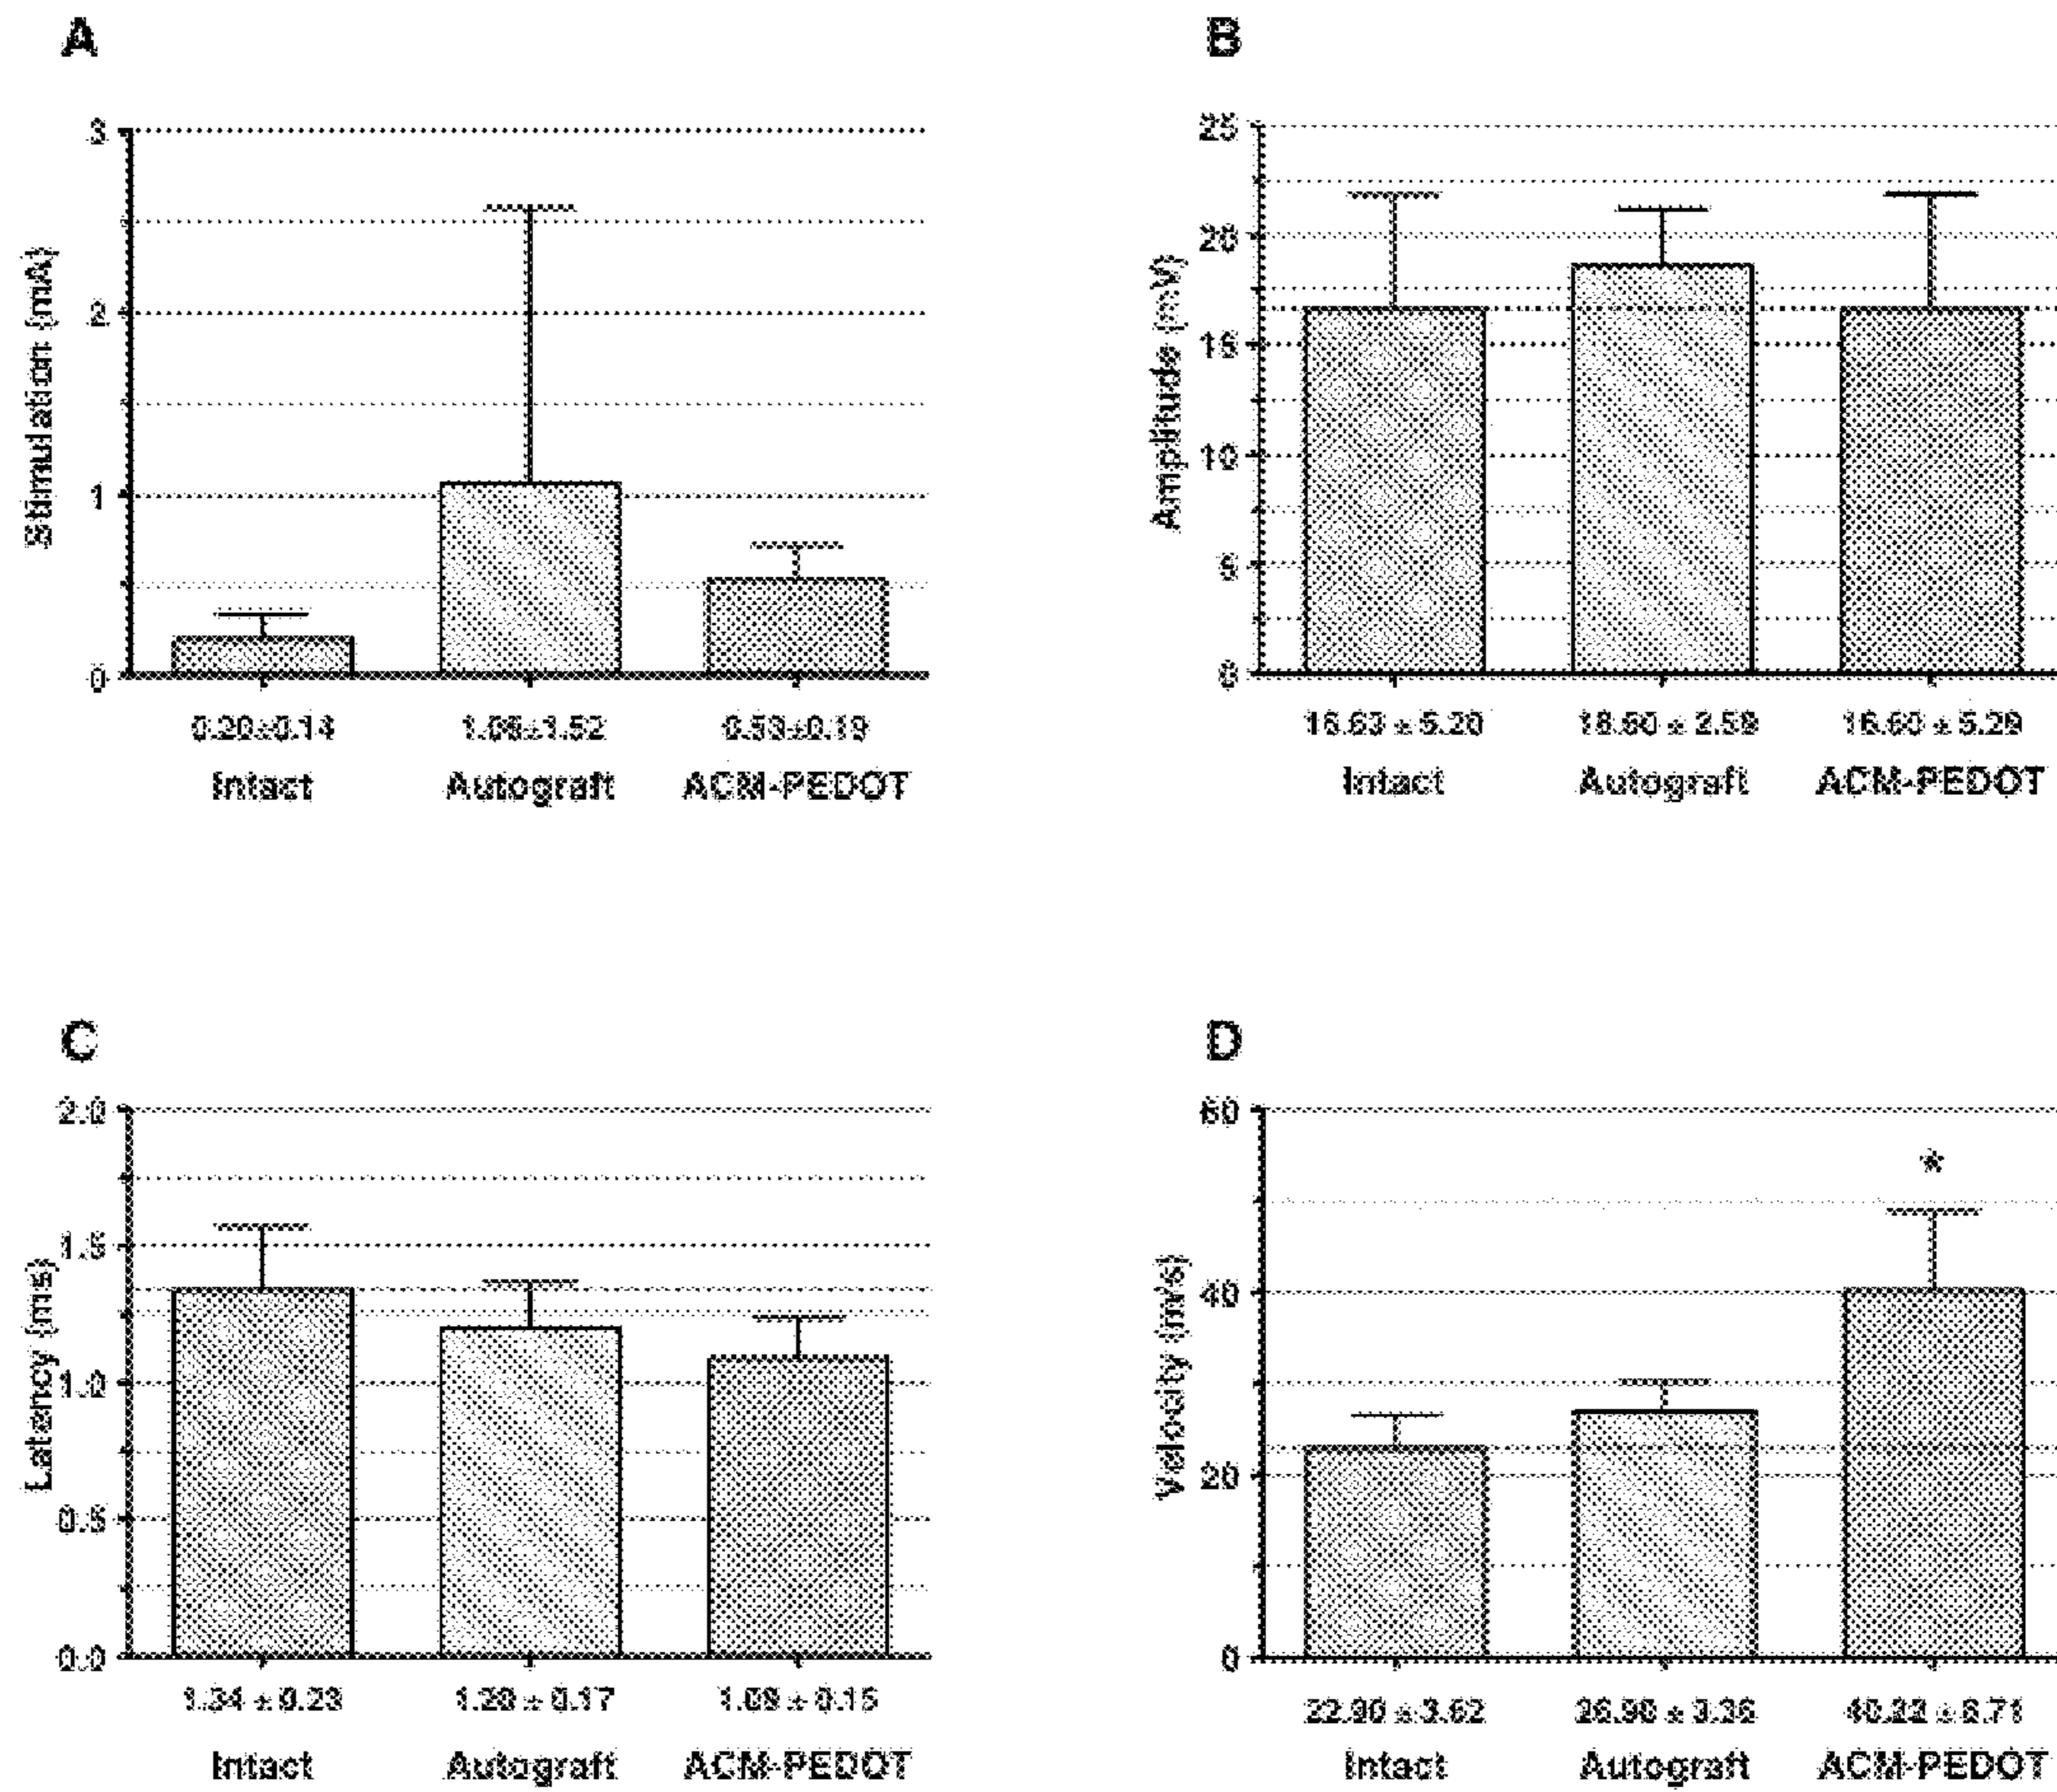 A
3
2
1
0
Stimulation (mA)
0.20±0.14
1.06±1.52
0.53±0.19
Intact
Autograft
ACM-PEDOT
B
25
20
15
10
5
0
Amplitude (mV)
16.63 ± 5.20
18.60 ± 2.59
16.60 ± 5.29
Intact
Autograft
ACM-PEDOT
C
2.0
1.5
1.0
0.5
0.0
Latency (ms)
1.34 ± 0.23
1.20 ± 0.17
1.09 ± 0.15
Intact
Autograft
ACM-PEDOT
D
60
40
20
0
Velocity (m/s)
*
22.90 ± 3.62
26.98 ± 3.36
40.22 ± 8.71
Intact
Autograft
ACM-PEDOT